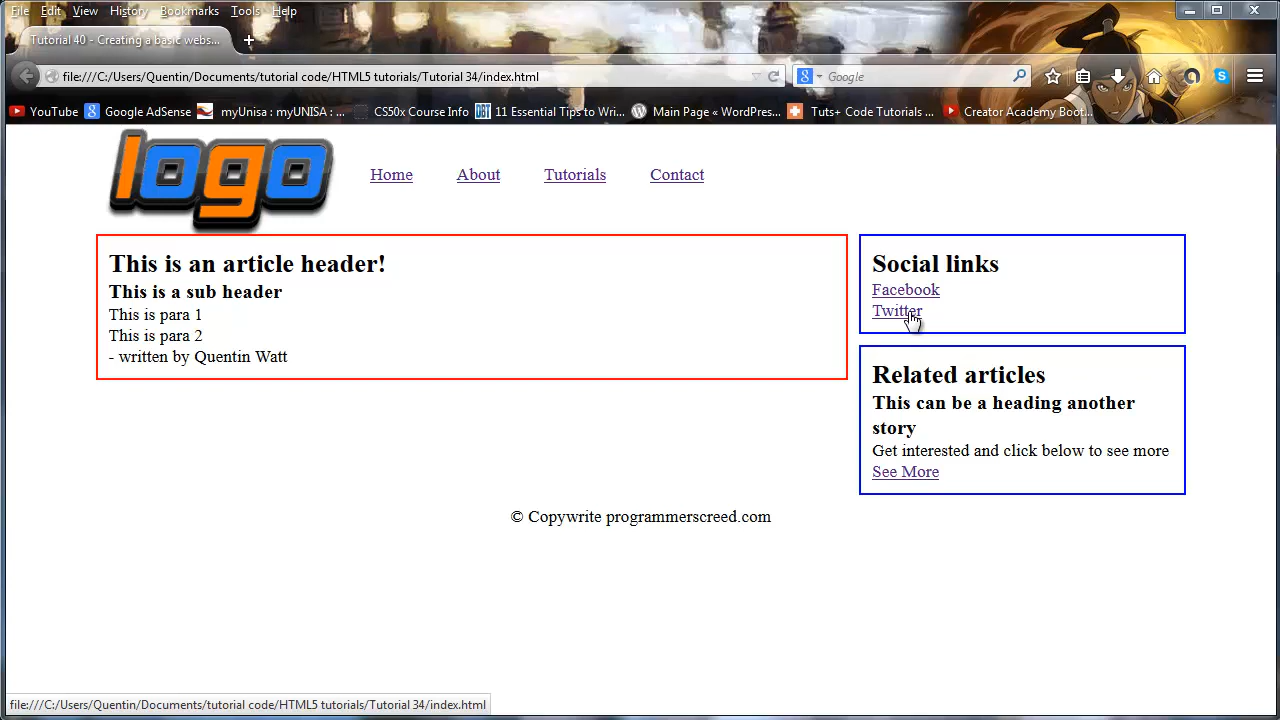 File Edit View History Bookmarks Tools Help
Tutorial 40 - Creating a basic webs... +
file:///C:/Users/Quentin/Documents/tutorial code/HTML5 tutorials/Tutorial 34/index.html Google
YouTube Google AdSense myUnisa : myUNISA : ... CS50x Course Info DBT 11 Essential Tips to Wri... Main Page « WordPres... Tuts+ Code Tutorials ... Creator Academy Boot...
logo Home About Tutorials Contact
This is an article header!
This is a sub header
This is para 1
This is para 2
- written by Quentin Watt
Social links
Facebook
Twitter
Related articles
This can be a heading another
story
Get interested and click below to see more
See More
© Copywrite programmerscreed.com
file:///C:/Users/Quentin/Documents/tutorial code/HTML5 tutorials/Tutorial 34/index.html